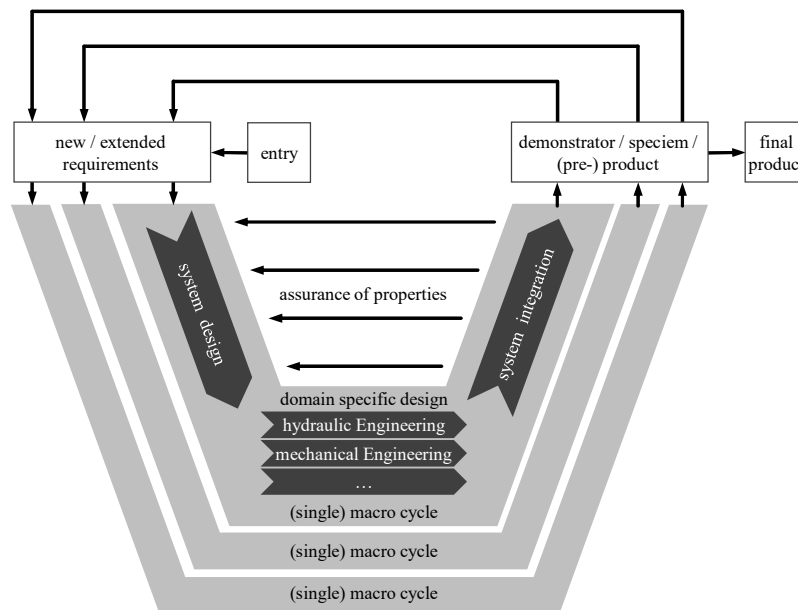 new / extended
requirements
entry
demonstrator / speciem /
(pre-) product
final
product
system design
assurance of properties
system integration
domain specific design
hydraulic Engineering
mechanical Engineering
…
(single) macro cycle
(single) macro cycle
(single) macro cycle